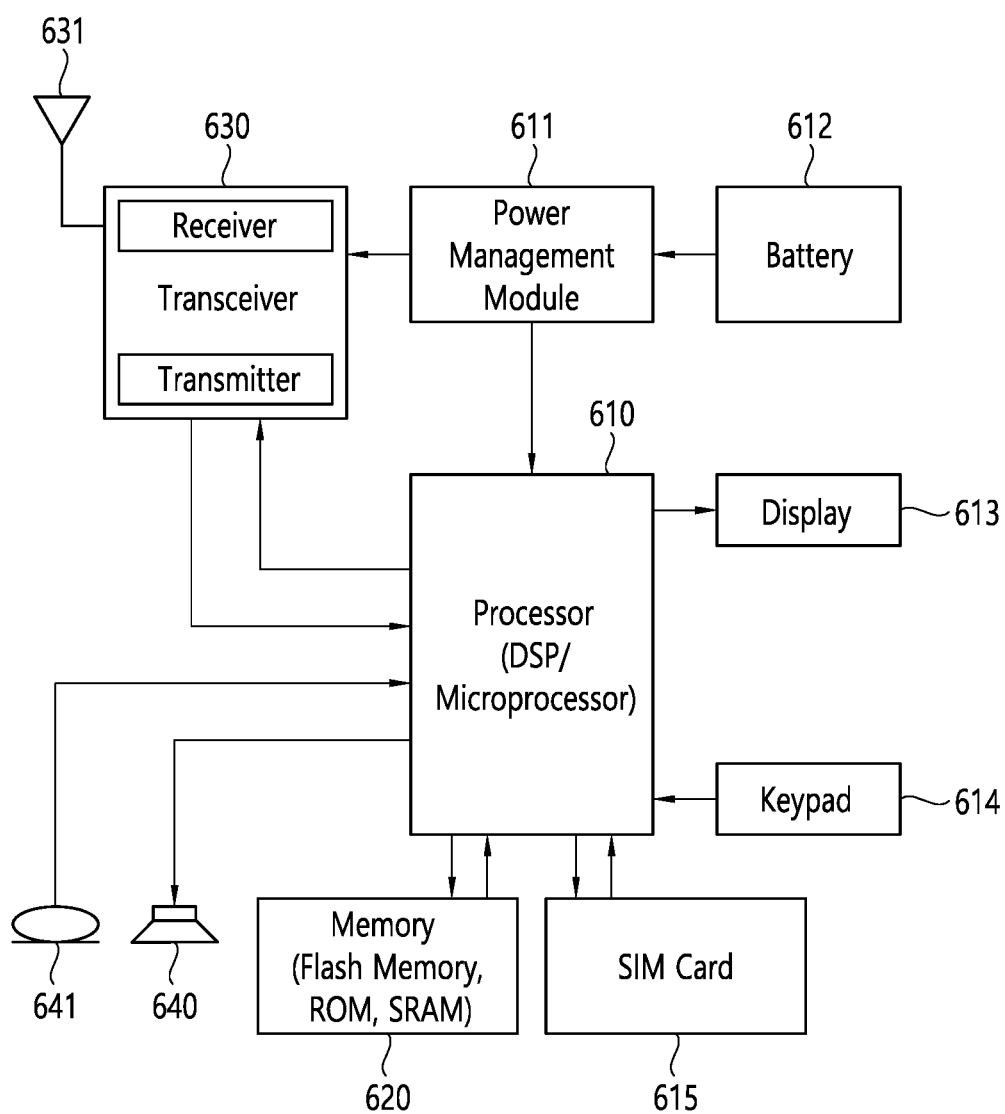 631
630
611
612
Receiver
Transceiver
Transmitter
Power
Management
Module
Battery
610
Display
613
Processor
(DSP/
Microprocessor)
Keypad
614
641
640
Memory
(Flash Memory,
ROM, SRAM)
SIM Card
620
615